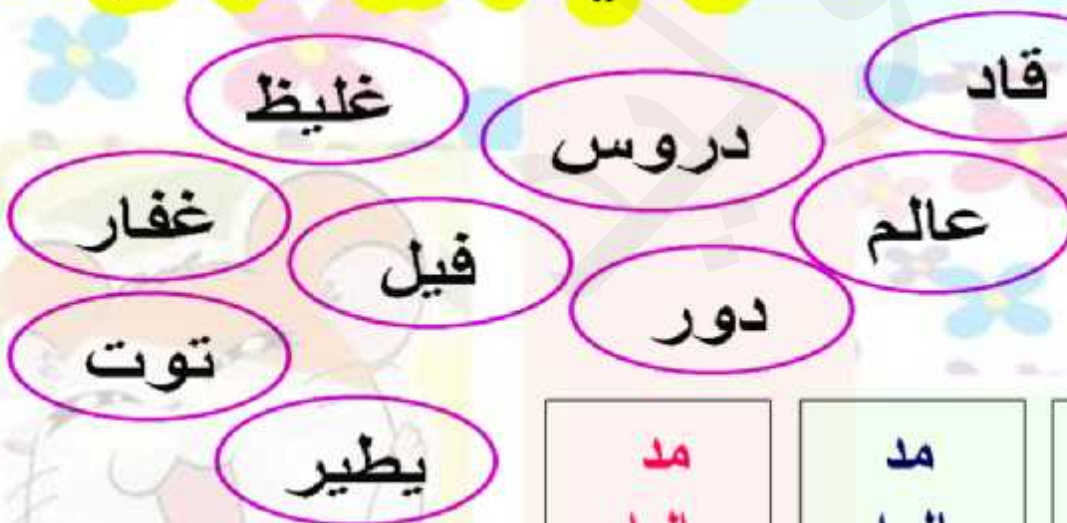 قاد
غليظ
دروس
غفار
عالم
فيل
دور
توت
يطير
مد
مد